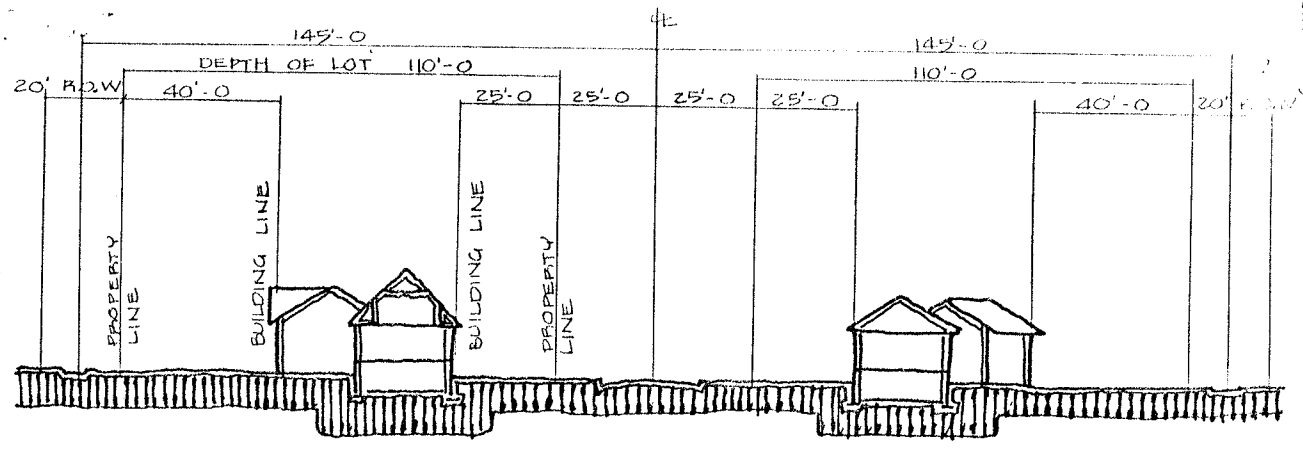 ℄
145'-0
145'-0
DEPTH OF LOT 110'-0
110'-0
20' R.O.W
40'-0
25'-0
25'-0
25'-0
25'-0
40'-0
20'
PROPERTY
LINE
BUILDING LINE
BUILDING LINE
PROPERTY
LINE